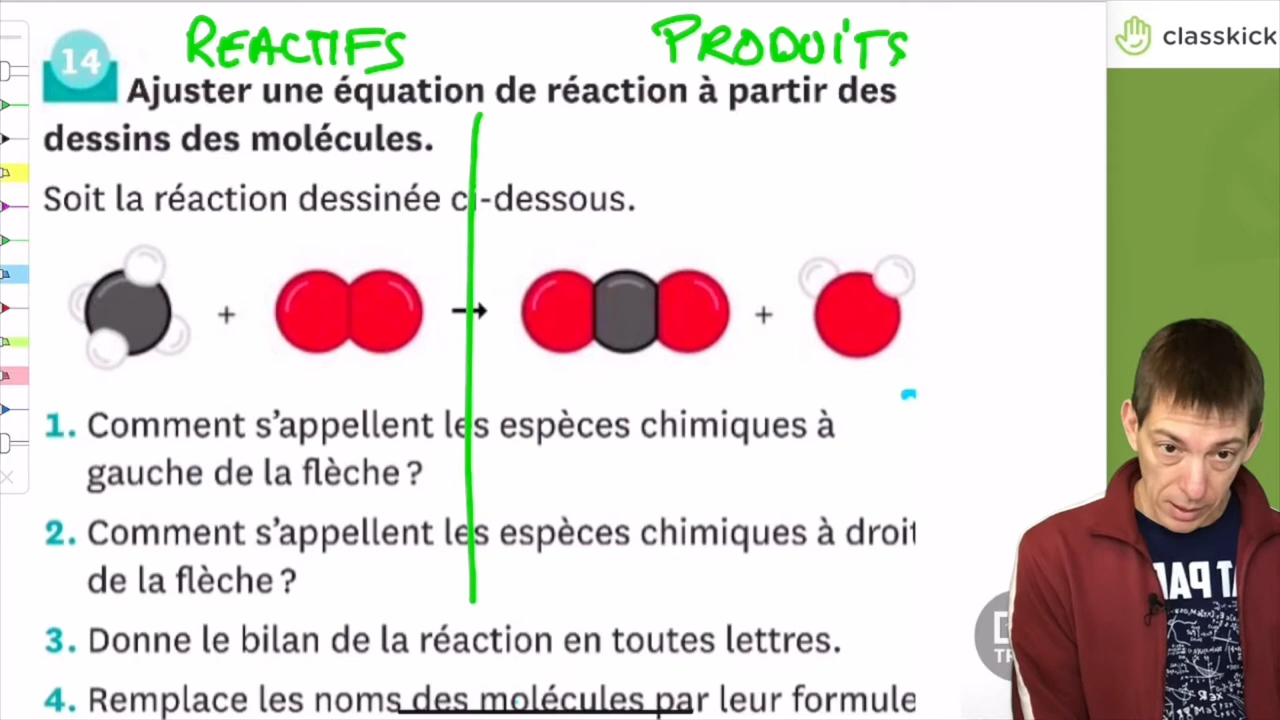 REACTIFS PRODUITS
classkick
14
Ajuster une équation de réaction à partir des
dessins des molécules.
Soit la réaction dessinée ci-dessous.
+ → +
1. Comment s'appellent les espèces chimiques à
gauche de la flèche ?
2. Comment s'appellent les espèces chimiques à droit
de la flèche ?
3. Donne le bilan de la réaction en toutes lettres.
4. Remplace les noms des molécules par leur formule